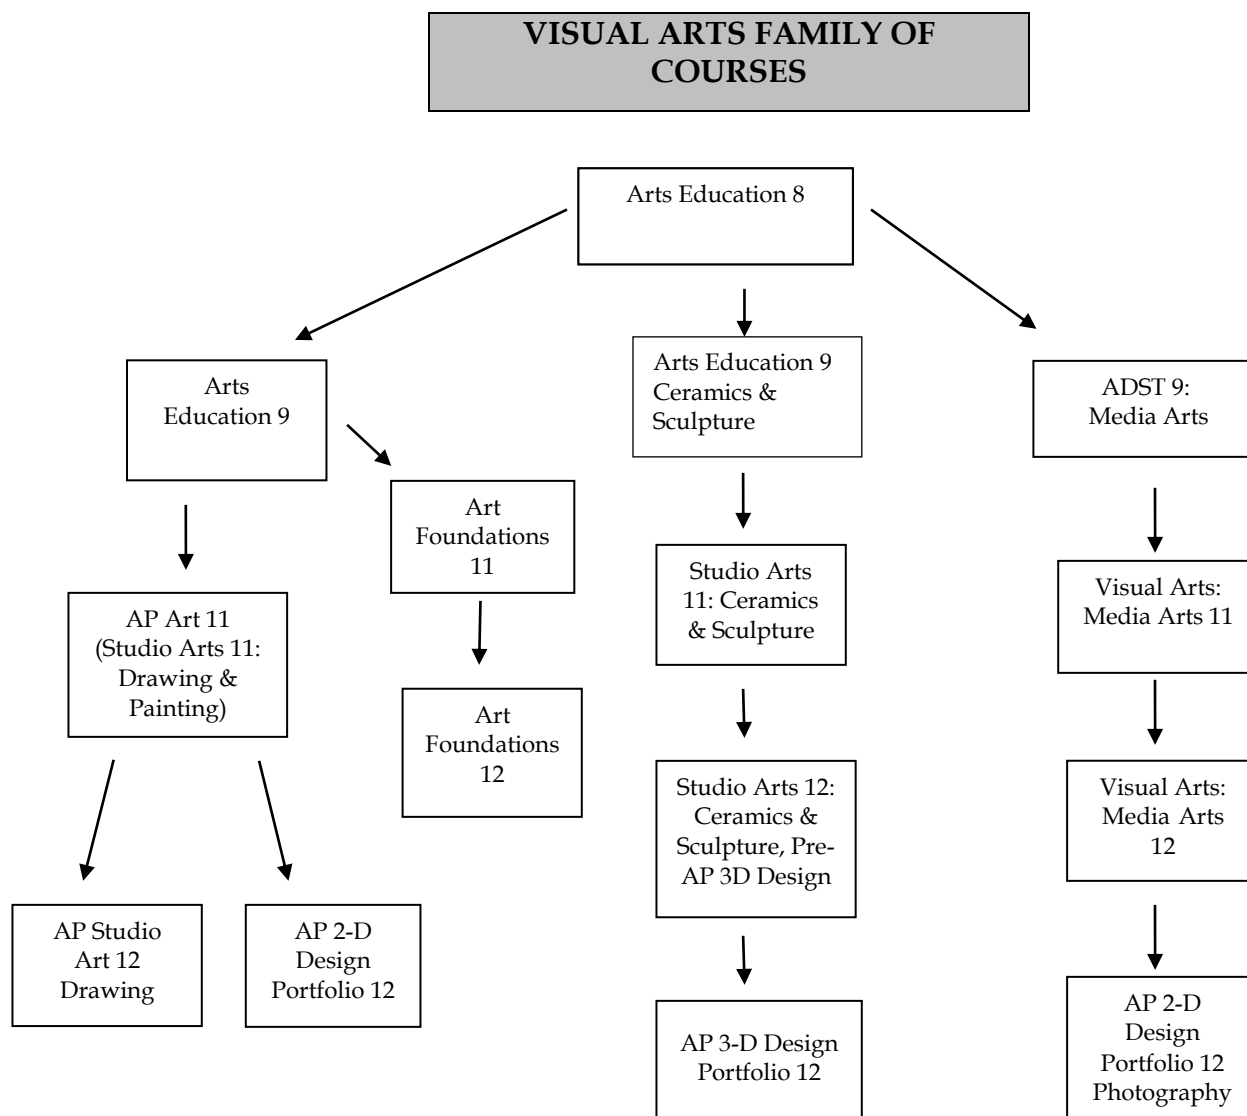 VISUAL ARTS FAMILY OF
COURSES
Arts Education 8
Arts
Education 9
Arts Education 9
Ceramics &
Sculpture
ADST 9:
Media Arts
Art
Foundations
11
Studio Arts
11: Ceramics
& Sculpture
Visual Arts:
Media Arts 11
AP Art 11
(Studio Arts 11:
Drawing &
Painting)
Art
Foundations
12
Studio Arts 12:
Ceramics &
Sculpture, Pre-
AP 3D Design
Visual Arts:
Media Arts
12
AP Studio
Art 12
Drawing
AP 2-D
Design
Portfolio 12
AP 3-D Design
Portfolio 12
AP 2-D
Design
Portfolio 12
Photography